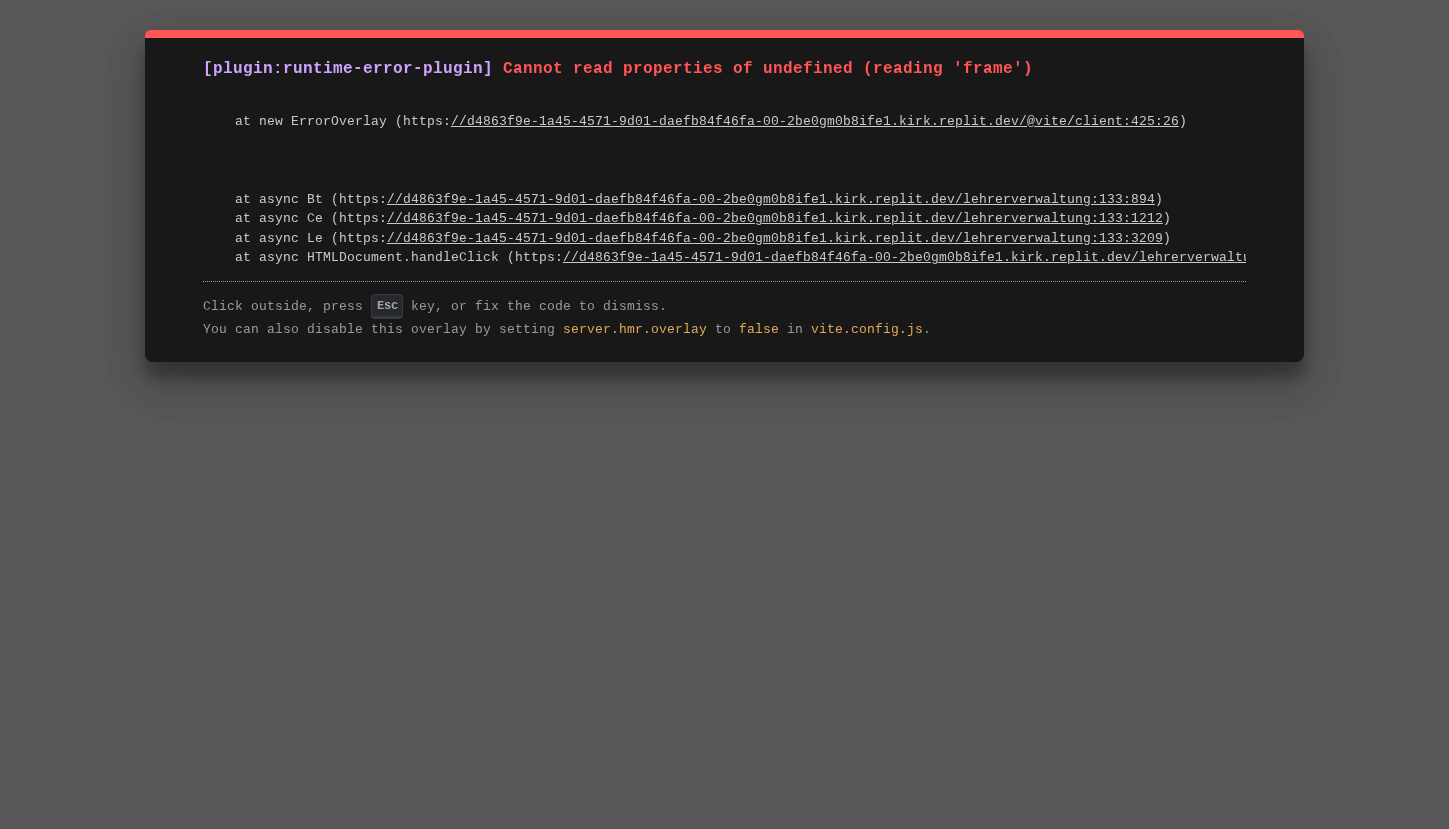 [plugin:runtime-error-plugin] Cannot read properties of undefined (reading 'frame')
at new ErrorOverlay (https://d4863f9e-1a45-4571-9d01-daefb84f46fa-00-2be0gm0b8ife1.kirk.replit.dev/@vite/client:425:26)
at async Bt (https://d4863f9e-1a45-4571-9d01-daefb84f46fa-00-2be0gm0b8ife1.kirk.replit.dev/lehrerverwaltung:133:894)
at async Ce (https://d4863f9e-1a45-4571-9d01-daefb84f46fa-00-2be0gm0b8ife1.kirk.replit.dev/lehrerverwaltung:133:1212)
at async Le (https://d4863f9e-1a45-4571-9d01-daefb84f46fa-00-2be0gm0b8ife1.kirk.replit.dev/lehrerverwaltung:133:3209)
at async HTMLDocument.handleClick (https://d4863f9e-1a45-4571-9d01-daefb84f46fa-00-2be0gm0b8ife1.kirk.replit.dev/lehrerverwaltu
Click outside, press Esc key, or fix the code to dismiss.
You can also disable this overlay by setting server.hmr.overlay to false in vite.config.js.